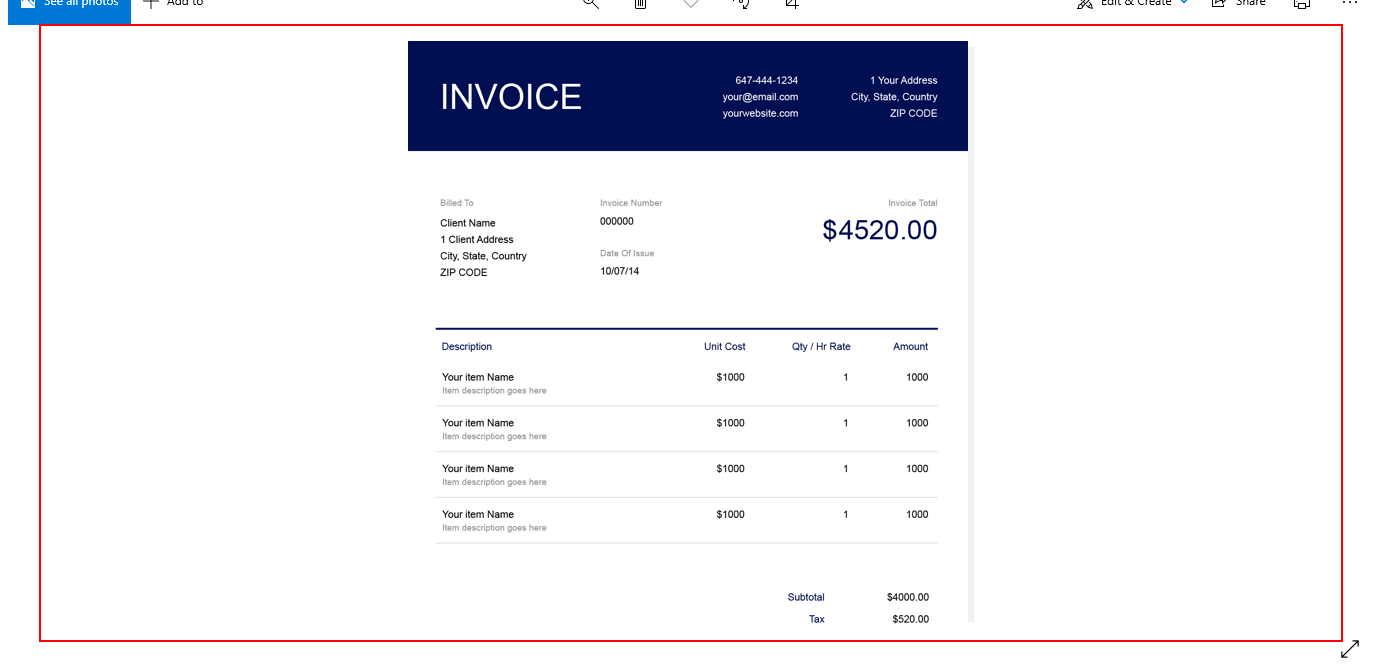 See all photos
Add to
Edit & Create
Share
INVOICE
647-444-1234
your@email.com
yourwebsite.com
1 Your Address
City, State, Country
ZIP CODE
Billed To
Client Name
1 Client Address
City, State, Country
ZIP CODE
Invoice Number
000000
Date Of Issue
10/07/14
Invoice Total
$4520.00
Description Unit Cost Qty / Hr Rate Amount
Your item Name $1000 1 1000
Item description goes here
Your item Name $1000 1 1000
Item description goes here
Your item Name $1000 1 1000
Item description goes here
Your item Name $1000 1 1000
Item description goes here
Subtotal $4000.00
Tax $520.00